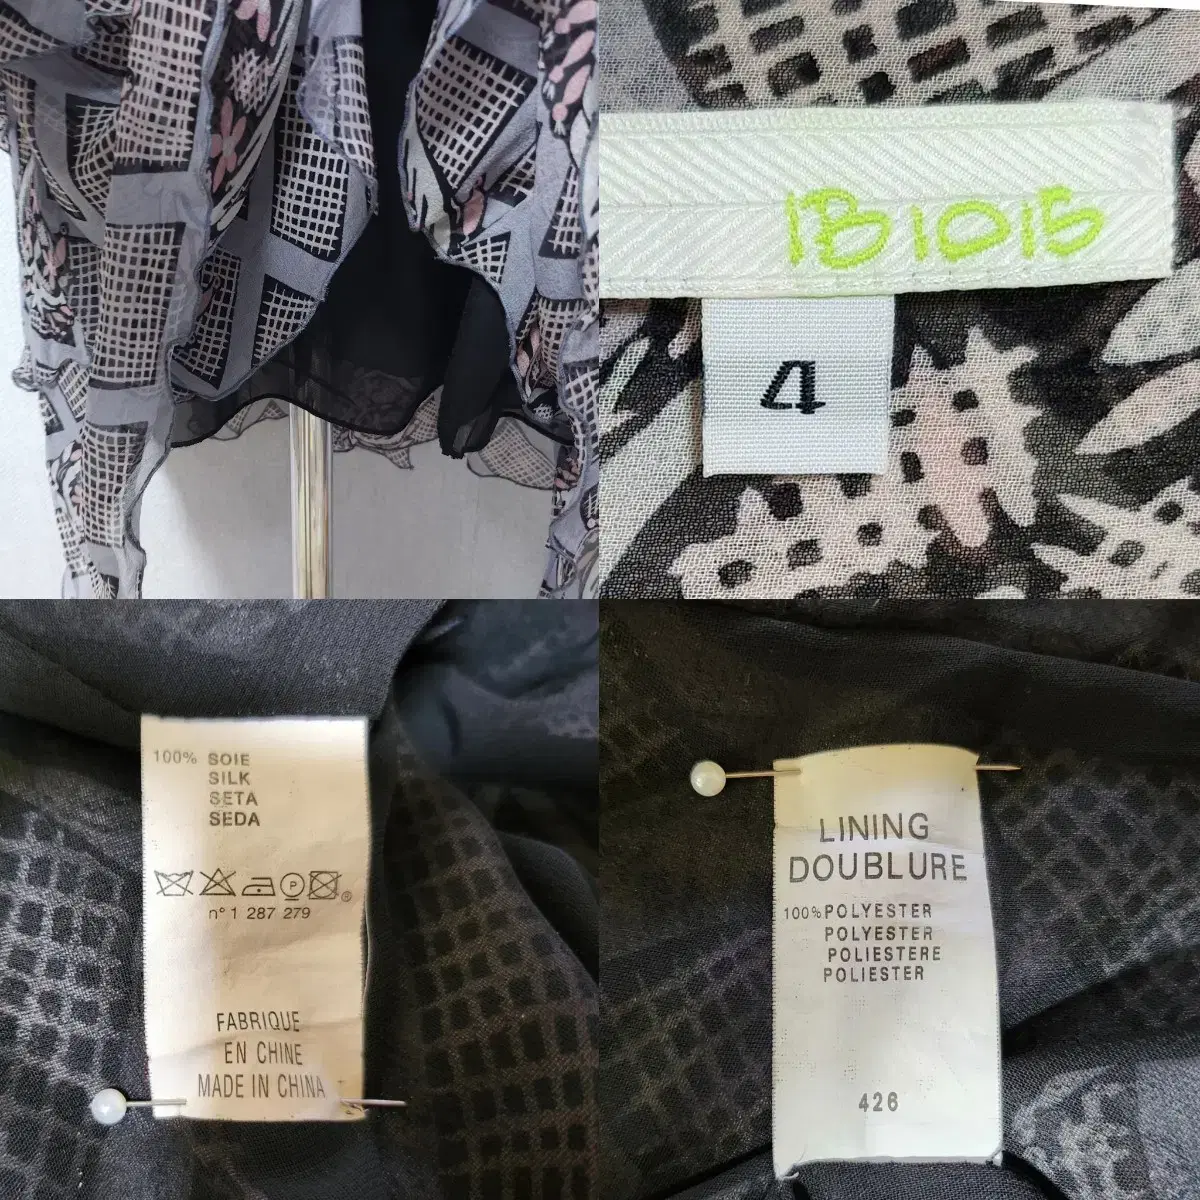 IB1015
4
100% SOIE
SILK
SETA
SEDA
P
®
n° 1 287 279
FABRIQUE
EN CHINE
MADE IN CHINA
LINING
DOUBLURE
100% POLYESTER
POLYESTER
POLIESTERE
POLIESTER
426